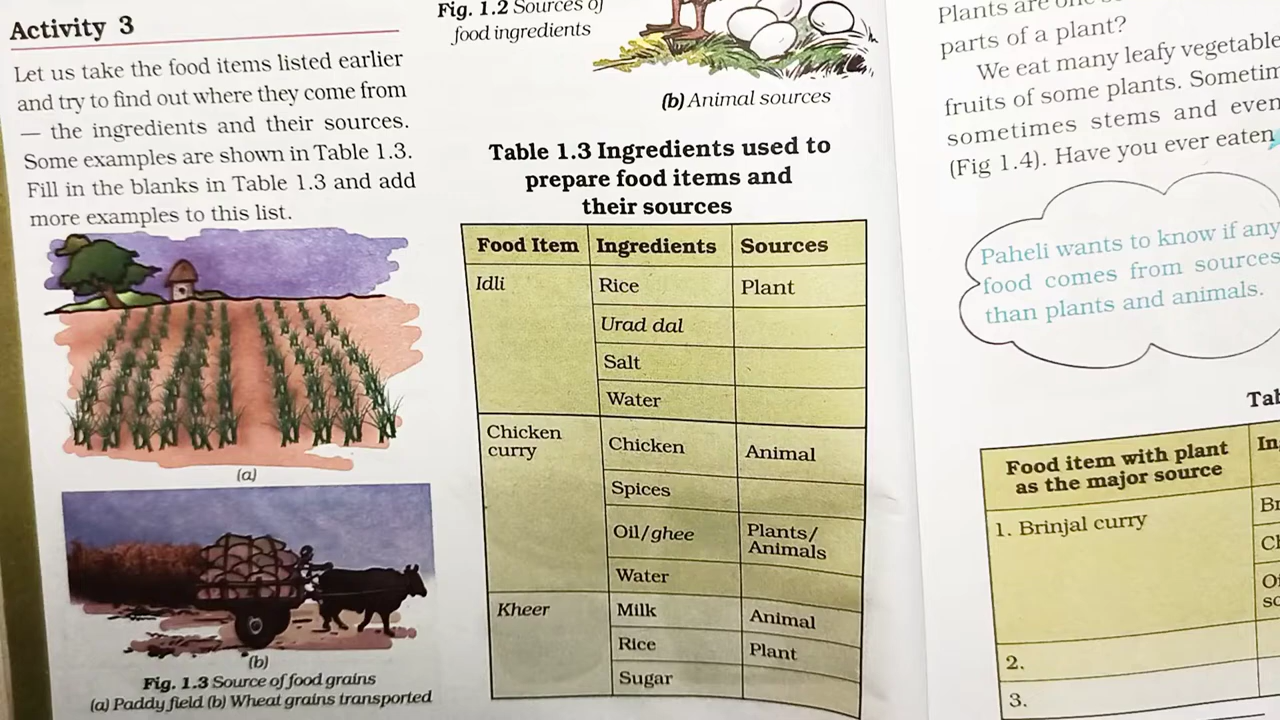 Activity 3
Let us take the food items listed earlier
and try to find out where they come from
— the ingredients and their sources.
Some examples are shown in Table 1.3.
Fill in the blanks in Table 1.3 and add
more examples to this list.
(a)
(b)
Fig. 1.3 Source of food grains
(a) Paddy field (b) Wheat grains transported
Fig. 1.2 Sources of
food ingredients
(b) Animal sources
Table 1.3 Ingredients used to
prepare food items and
their sources
Food Item Ingredients Sources
Idli Rice Plant
Urad dal
Salt
Water
Chicken curry Chicken Animal
Spices
Oil/ghee Plants/ Animals
Water
Kheer Milk Animal
Rice Plant
Sugar
Plants are one
parts of a plant?
We eat many leafy vegetable
fruits of some plants. Sometim
sometimes stems and even
(Fig 1.4). Have you ever eaten
Paheli wants to know if any
food comes from sources
than plants and animals.
Food item with plant
as the major source
1. Brinjal curry
2.
3.